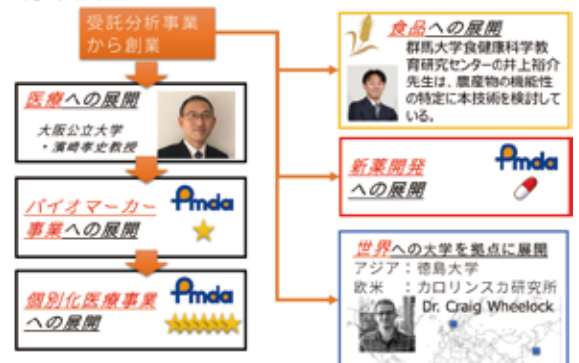 受託分析事業
から創業
医療への展開
大阪公立大学
・濱崎孝史教授
バイオマーカー
事業への展開
Pmda
個別化医療事業
への展開
Pmda
食品への展開
群馬大学食健康科学教
育研究センターの井上裕介
先生は、農産物の機能性
の特定に本技術を検討して
いる。
新薬開発
への展開
Pmda
世界への大学を拠点に展開
アジア：徳島大学
欧米　：カロリンスカ研究所
Dr. Craig Wheelock